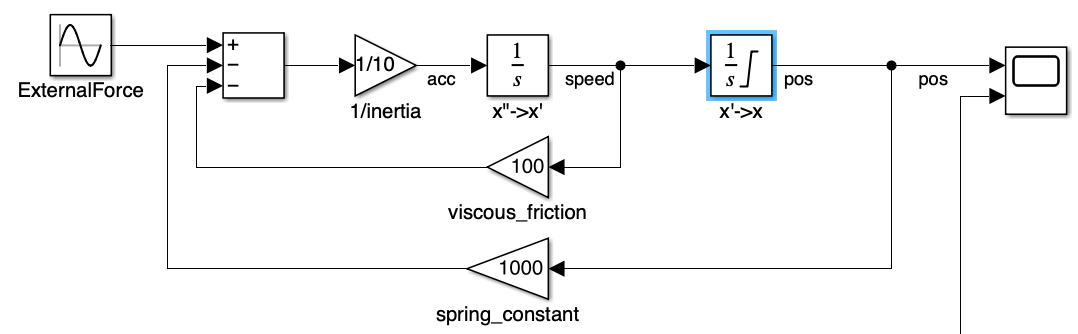 ExternalForce
+
−
−
1/10
1/inertia
acc
1
s
x"->x'
speed
1
s
x'->x
pos
pos
100
viscous_friction
1000
spring_constant